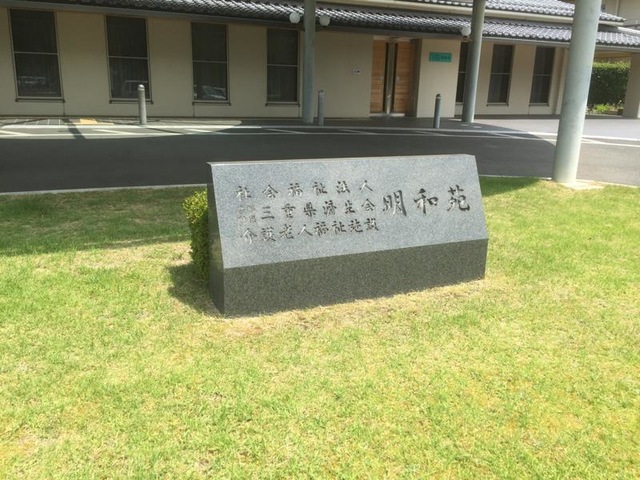 社会福祉法人
三重県済生会
介護老人福祉施設
明和苑